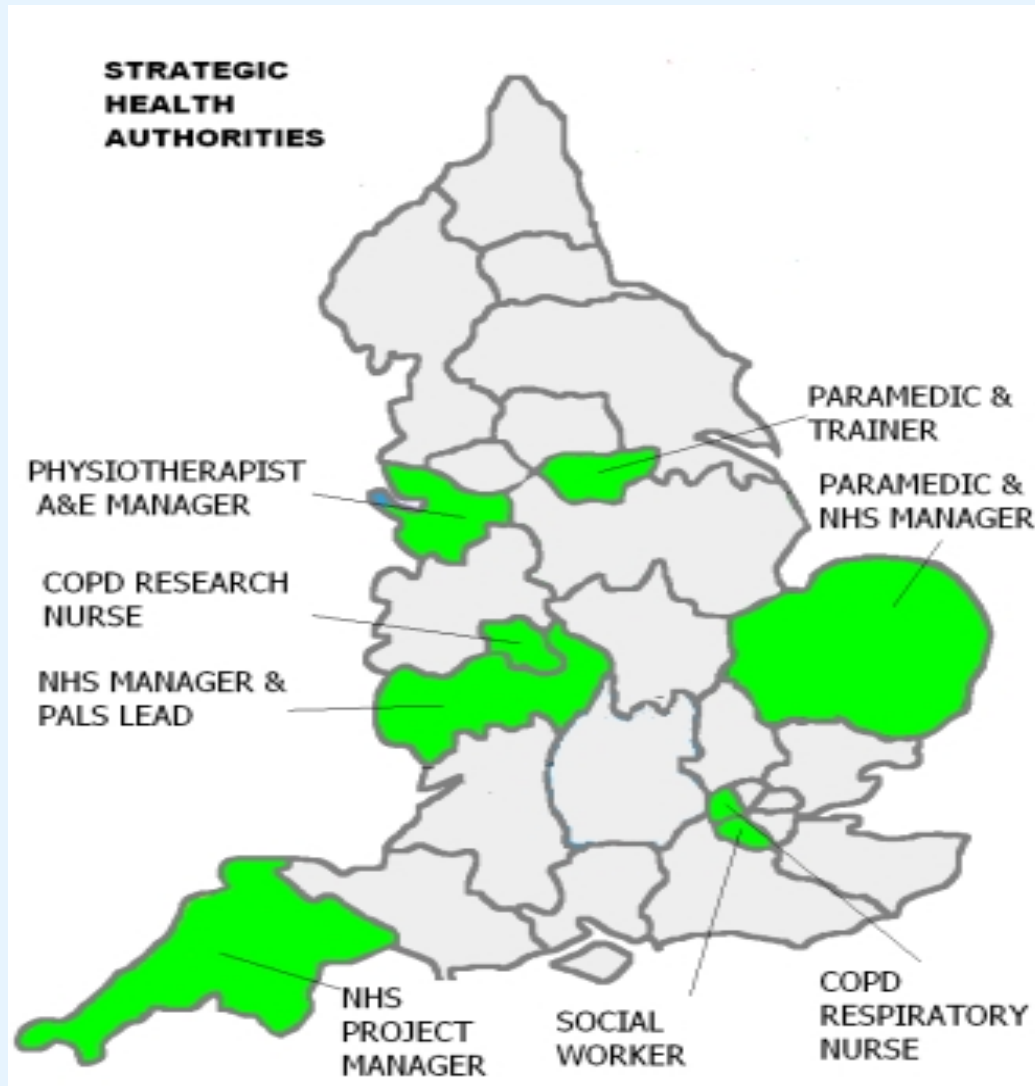 STRATEGIC
HEALTH
AUTHORITIES
PARAMEDIC &
TRAINER
PHYSIOTHERAPIST
A&E MANAGER
PARAMEDIC &
NHS MANAGER
COPD RESEARCH
NURSE
NHS MANAGER &
PALS LEAD
NHS
PROJECT
MANAGER
SOCIAL
WORKER
COPD
RESPIRATORY
NURSE